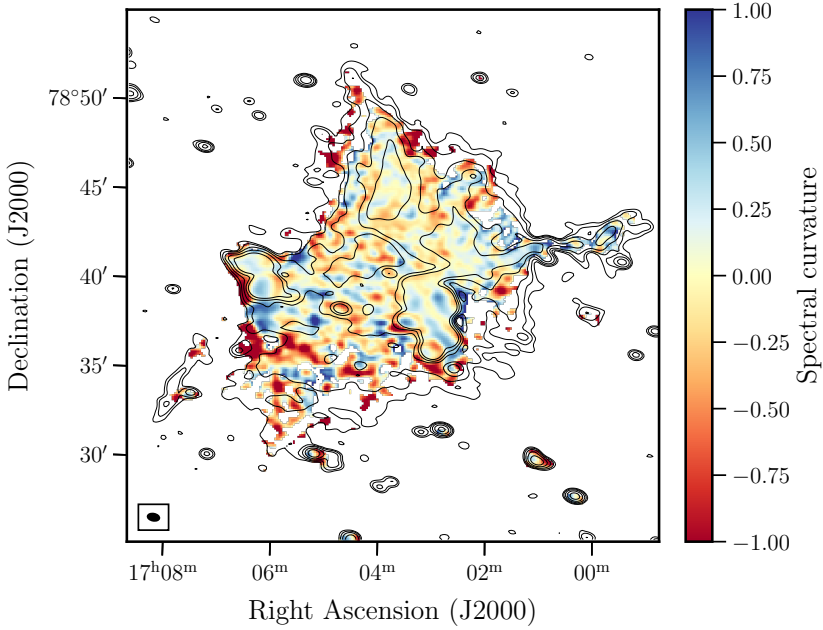 78°50′
45′
40′
35′
30′
Declination (J2000)
17ʰ08ᵐ
06ᵐ
04ᵐ
02ᵐ
00ᵐ
Right Ascension (J2000)
1.00
0.75
0.50
0.25
0.00
−0.25
−0.50
−0.75
−1.00
Spectral curvature